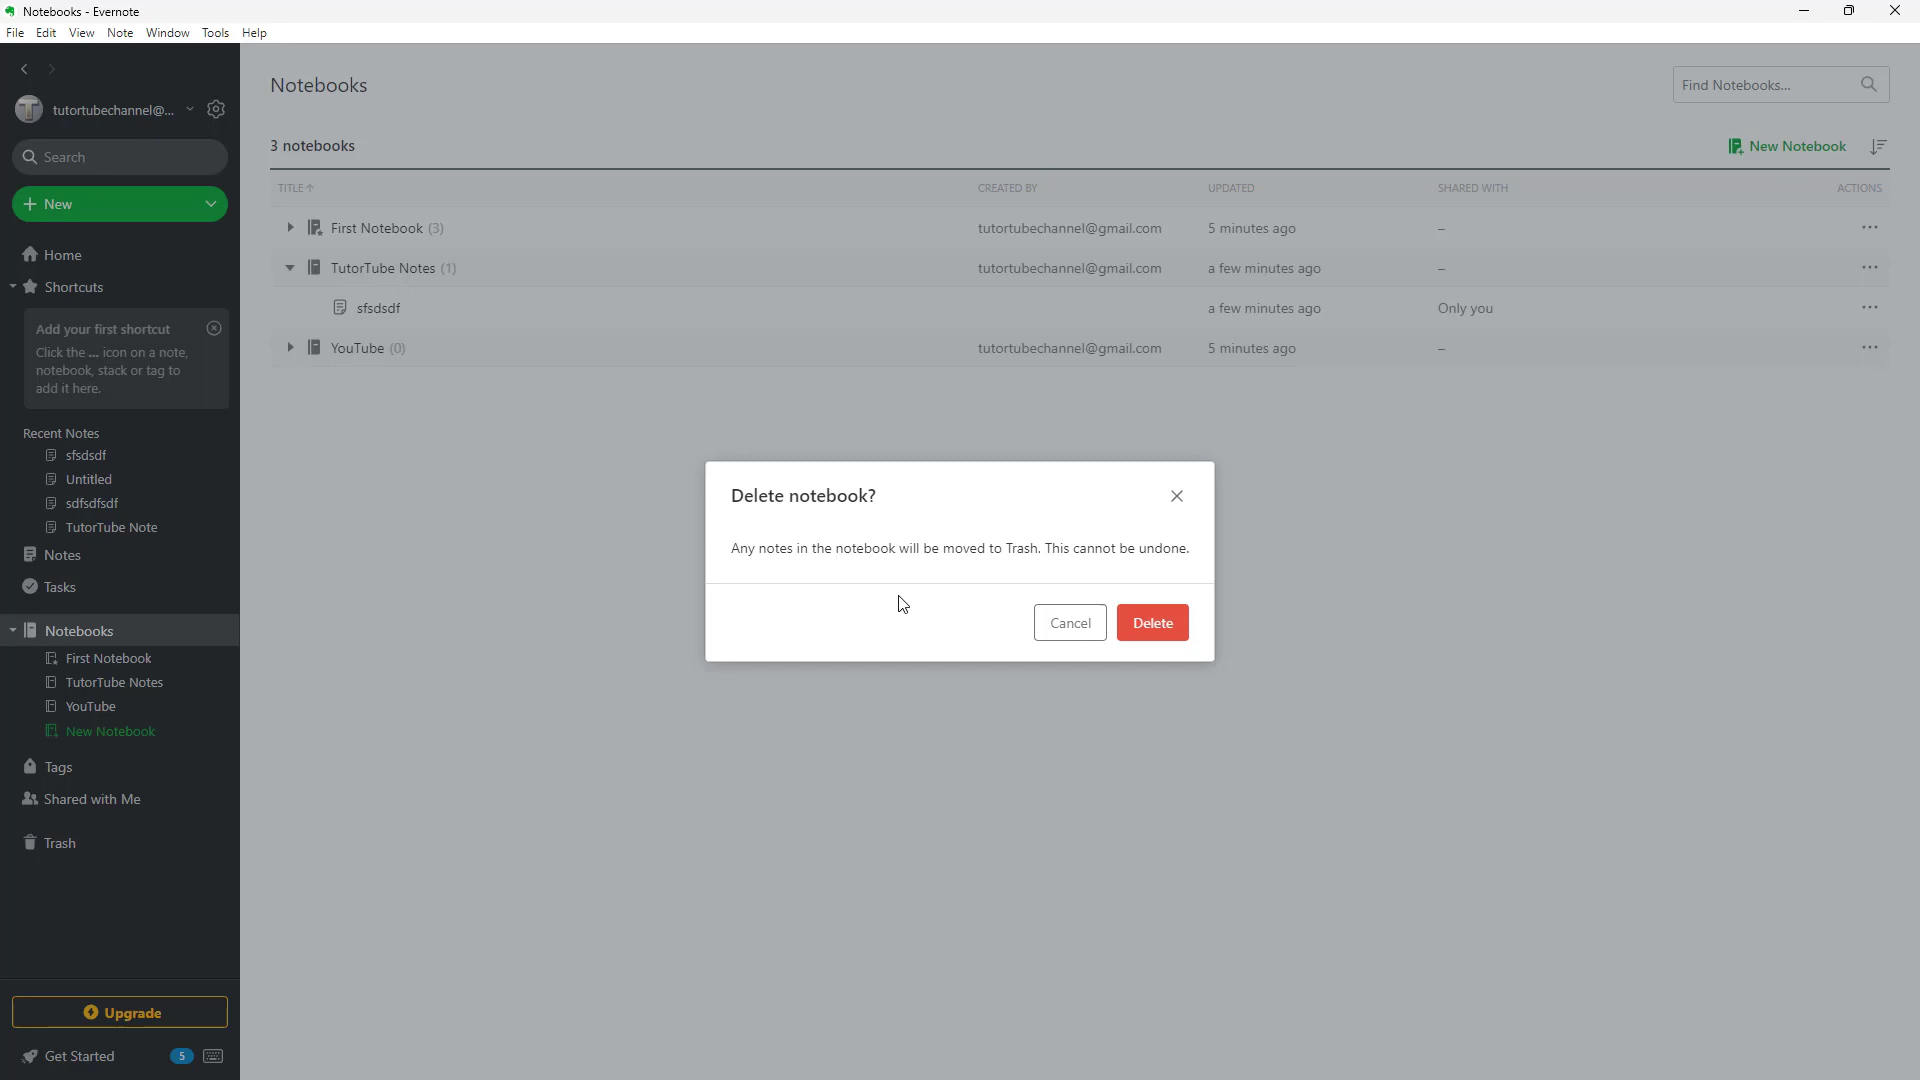 Notebooks - Evernote
File Edit View Note Window Tools Help
tutortubechannel@...
Search
New
Home
Shortcuts
Add your first shortcut
Click the ... icon on a note,
notebook, stack or tag to
add it here.
Recent Notes
sfsdsdf
Untitled
sdfsdfsdf
TutorTube Note
Notes
Tasks
Notebooks
First Notebook
TutorTube Notes
YouTube
New Notebook
Tags
Shared with Me
Trash
Upgrade
Get Started 5
Notebooks
Find Notebooks...
3 notebooks
New Notebook
TITLE CREATED BY UPDATED SHARED WITH ACTIONS
First Notebook (3) tutortubechannel@gmail.com 5 minutes ago –
TutorTube Notes (1) tutortubechannel@gmail.com a few minutes ago –
sfsdsdf a few minutes ago Only you
YouTube (0) tutortubechannel@gmail.com 5 minutes ago –
Delete notebook?
Any notes in the notebook will be moved to Trash. This cannot be undone.
Cancel Delete